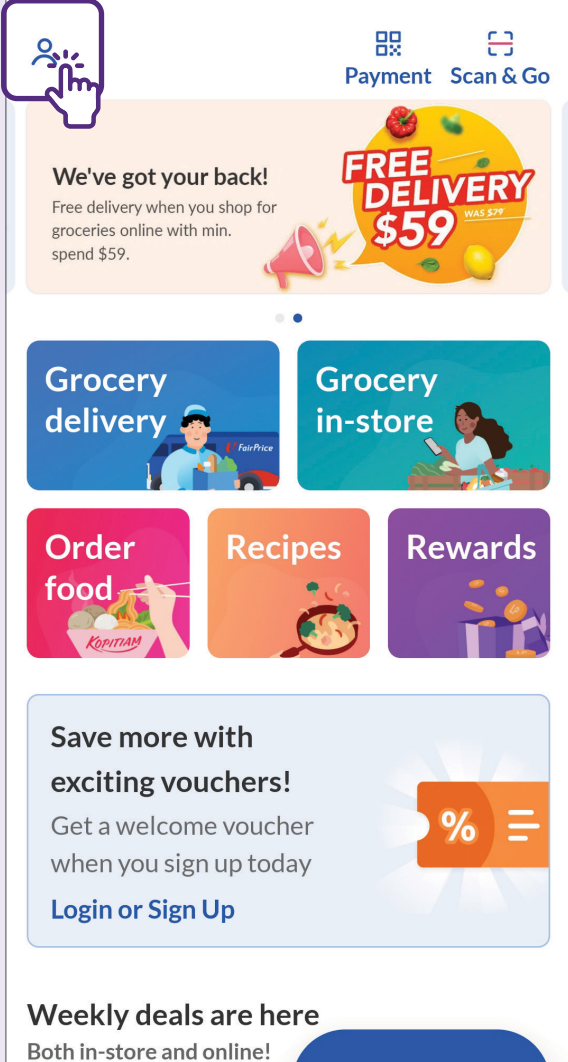 Payment
Scan & Go
We've got your back!
Free delivery when you shop for
groceries online with min.
spend $59.
FREE
DELIVERY
$59
WAS $79
Grocery
delivery
FairPrice
Grocery
in-store
Order
food
KOPITIAM
Recipes
Rewards
Save more with
exciting vouchers!
Get a welcome voucher
when you sign up today
Login or Sign Up
%
Weekly deals are here
Both in-store and online!